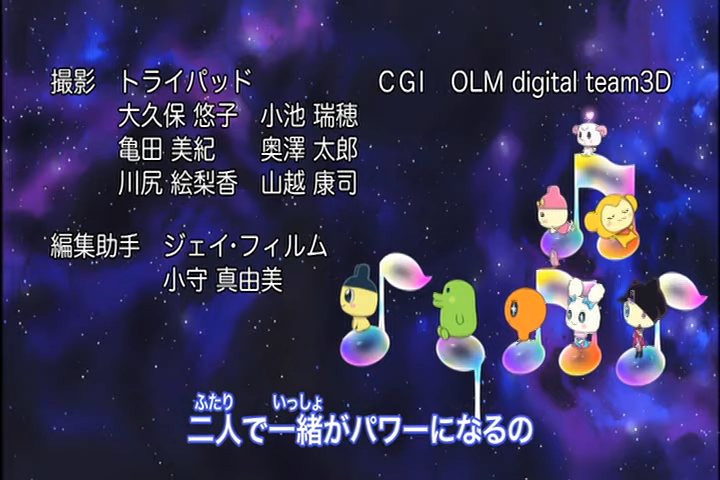 撮影 トライパッド
大久保 悠子 小池 瑞穂
亀田 美紀 奥澤 太郎
川尻 絵梨香 山越 康司
編集助手 ジェイ・フィルム
小守 真由美
CGI OLM digital team3D
ふたり いっしょ
二人で一緒がパワーになるの